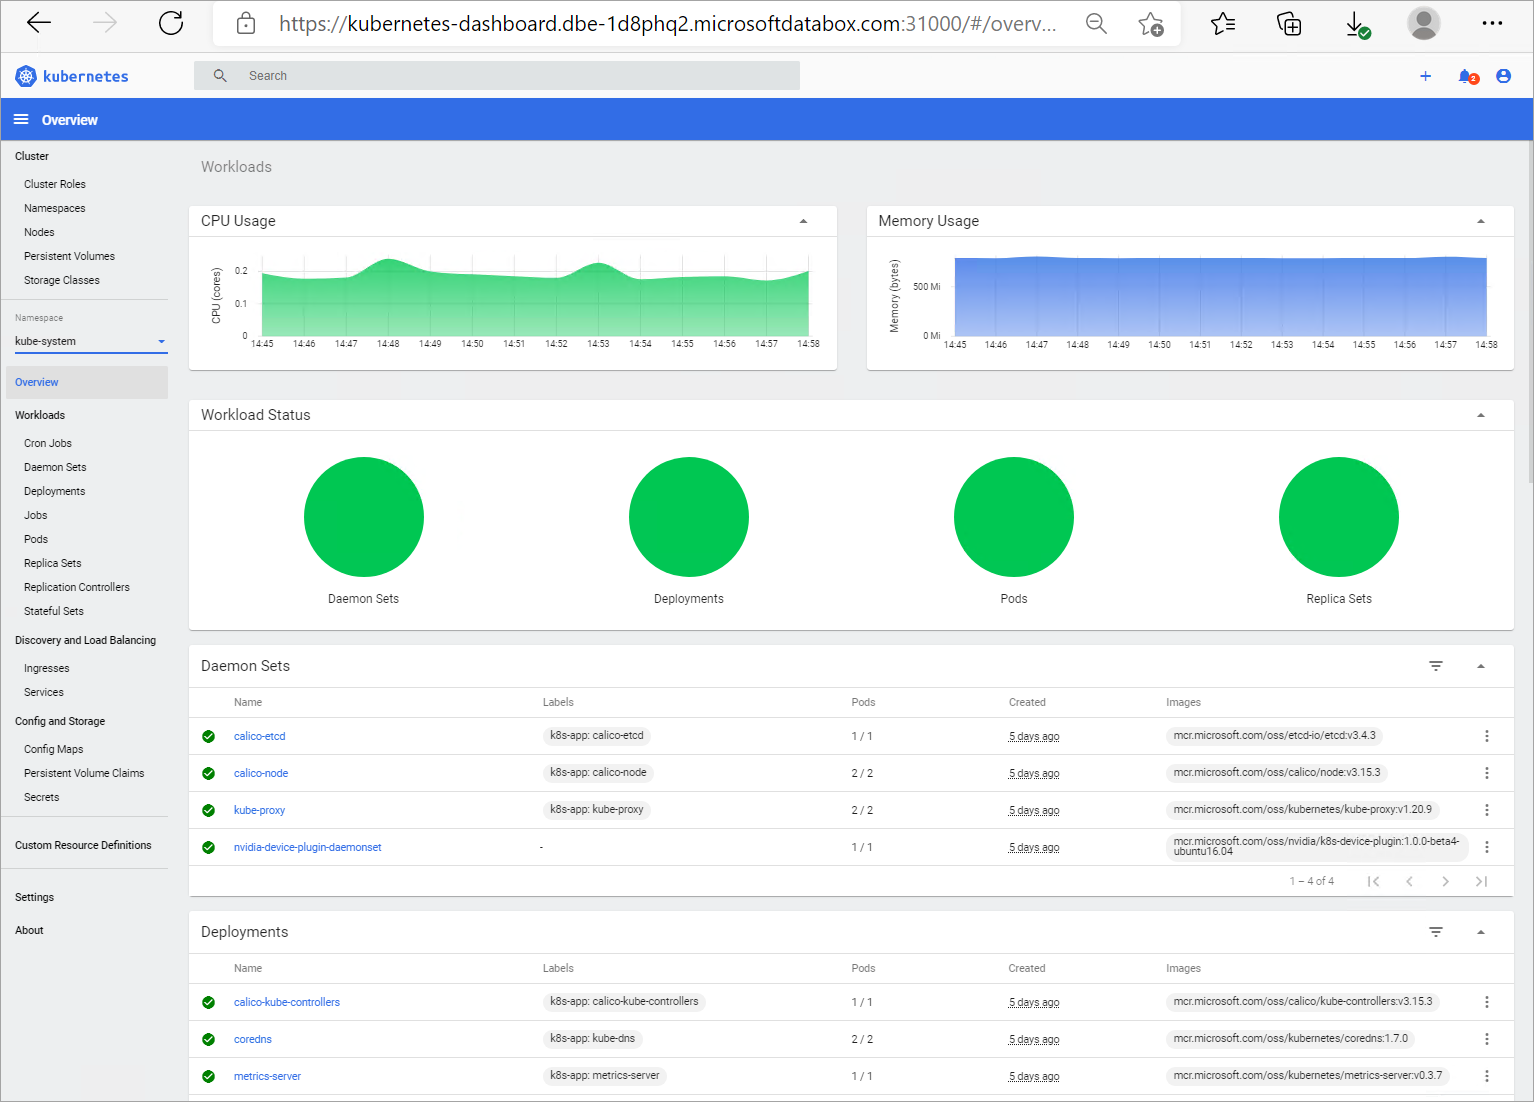 https://kubernetes-dashboard.dbe-1d8phq2.microsoftdatabox.com:31000/#/overv...
kubernetes
Search
2
Overview
Cluster
Cluster Roles
Namespaces
Nodes
Persistent Volumes
Storage Classes
Namespace
kube-system
Overview
Workloads
Cron Jobs
Daemon Sets
Deployments
Jobs
Pods
Replica Sets
Replication Controllers
Stateful Sets
Discovery and Load Balancing
Ingresses
Services
Config and Storage
Config Maps
Persistent Volume Claims
Secrets
Custom Resource Definitions
Settings
About
Workloads
CPU Usage
CPU (cores)
0.2
0.1
0
14:45 14:46 14:47 14:48 14:49 14:50 14:51 14:52 14:53 14:54 14:55 14:56 14:57 14:58
Memory Usage
Memory (bytes)
500 Mi
0 Mi
14:45 14:46 14:47 14:48 14:49 14:50 14:51 14:52 14:53 14:54 14:55 14:56 14:57 14:58
Workload Status
Daemon Sets Deployments Pods Replica Sets
Daemon Sets
Name Labels Pods Created Images
calico-etcd k8s-app: calico-etcd 1 / 1 5 days ago mcr.microsoft.com/oss/etcd-io/etcd:v3.4.3
calico-node k8s-app: calico-node 2 / 2 5 days ago mcr.microsoft.com/oss/calico/node:v3.15.3
kube-proxy k8s-app: kube-proxy 2 / 2 5 days ago mcr.microsoft.com/oss/kubernetes/kube-proxy:v1.20.9
nvidia-device-plugin-daemonset - 1 / 1 5 days ago mcr.microsoft.com/oss/nvidia/k8s-device-plugin:1.0.0-beta4-
ubuntu16.04
1 – 4 of 4
Deployments
Name Labels Pods Created Images
calico-kube-controllers k8s-app: calico-kube-controllers 1 / 1 5 days ago mcr.microsoft.com/oss/calico/kube-controllers:v3.15.3
coredns k8s-app: kube-dns 2 / 2 5 days ago mcr.microsoft.com/oss/kubernetes/coredns:1.7.0
metrics-server k8s-app: metrics-server 1 / 1 5 days ago mcr.microsoft.com/oss/kubernetes/metrics-server:v0.3.7